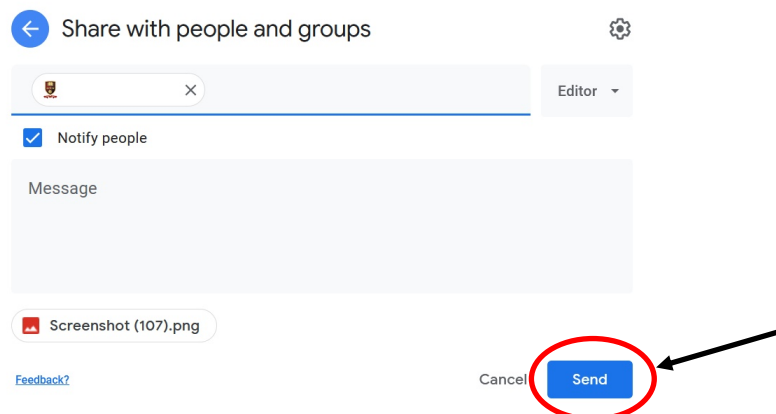 Share with people and groups
Editor
Notify people
Message
Screenshot (107).png
Feedback?
Cancel
Send